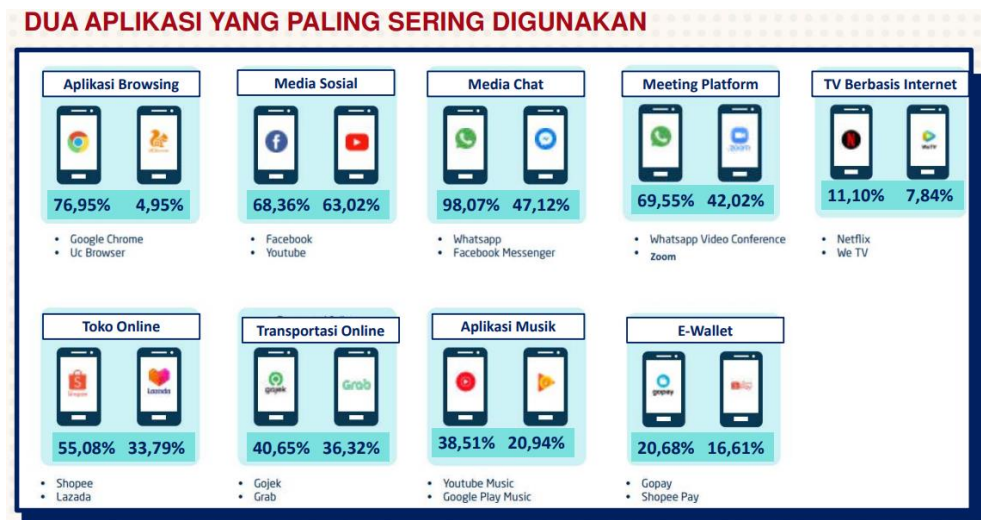 DUA APLIKASI YANG PALING SERING DIGUNAKAN
Aplikasi Browsing
76,95% 4,95%
• Google Chrome
• Uc Browser
Media Sosial
68,36% 63,02%
• Facebook
• Youtube
Media Chat
98,07% 47,12%
• Whatsapp
• Facebook Messenger
Meeting Platform
zoom
69,55% 42,02%
• Whatsapp Video Conference
• Zoom
TV Berbasis Internet
N
WeTV
11,10% 7,84%
• Netflix
• We TV
Toko Online
Shopee
Lazada
55,08% 33,79%
• Shopee
• Lazada
Transportasi Online
gojek
Grab
40,65% 36,32%
• Gojek
• Grab
Aplikasi Musik
38,51% 20,94%
• Youtube Music
• Google Play Music
E-Wallet
gopay
20,68% 16,61%
• Gopay
• Shopee Pay